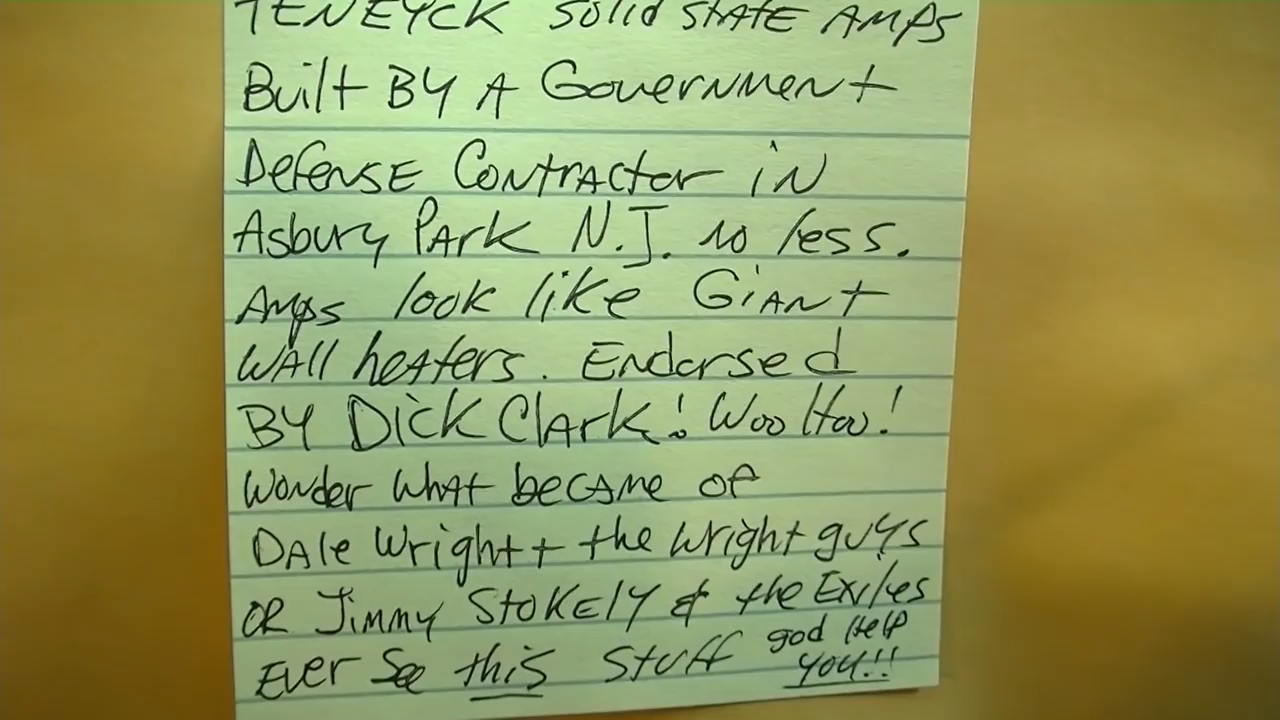 TENEYCK Solid STATE AMPS
Built BY A Government
Defense Contractor in
Asbury Park N.J. no less.
Amps look like Giant
WAll heAters. Endorsed
BY Dick Clark! Woo Hoo!
Wonder what became of
Dale Wright + the Wright guys
OR Jimmy Stokely & the Exiles
Ever See this Stuff god Help
YOU!!